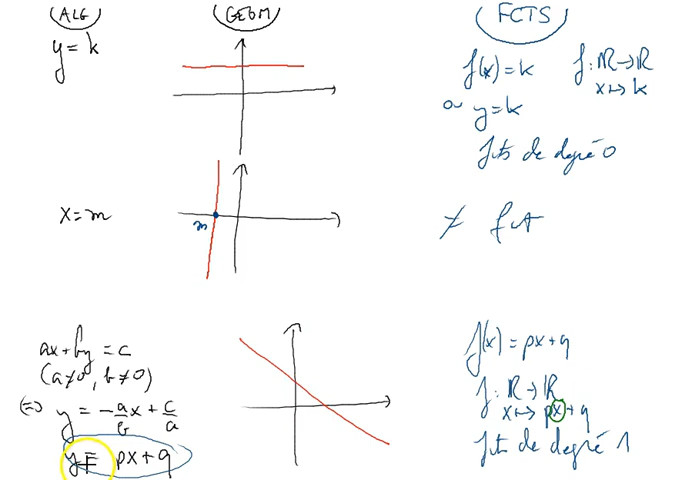 ALG
GEOM
FCTS
y = k
f(x) = k
f: ℝ → ℝ
x ↦ k
ou y = k
fcts de degré 0
x = m
m
≠ fct
ax + by = c
(a ≠ 0, b ≠ 0)
⇔ y = -a/b x + c/a
y = px + q
f(x) = px + q
f: ℝ → ℝ
x ↦ px + q
fcts de degré 1